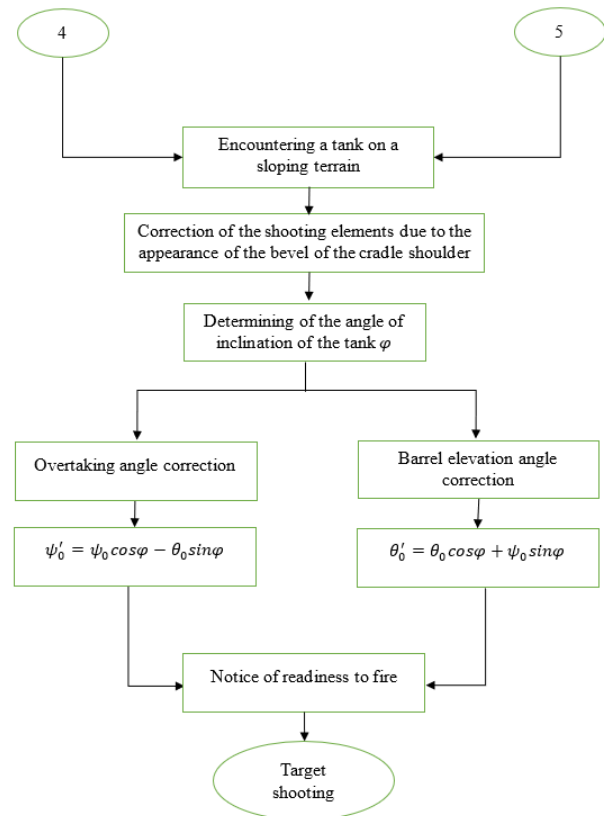 4
5
Encountering a tank on a
sloping terrain
Correction of the shooting elements due to the
appearance of the bevel of the cradle shoulder
Determining of the angle of
inclination of the tank φ
Overtaking angle correction
Barrel elevation angle
correction
ψ₀′ = ψ₀cosφ − θ₀sinφ
θ₀′ = θ₀cosφ + ψ₀sinφ
Notice of readiness to fire
Target
shooting